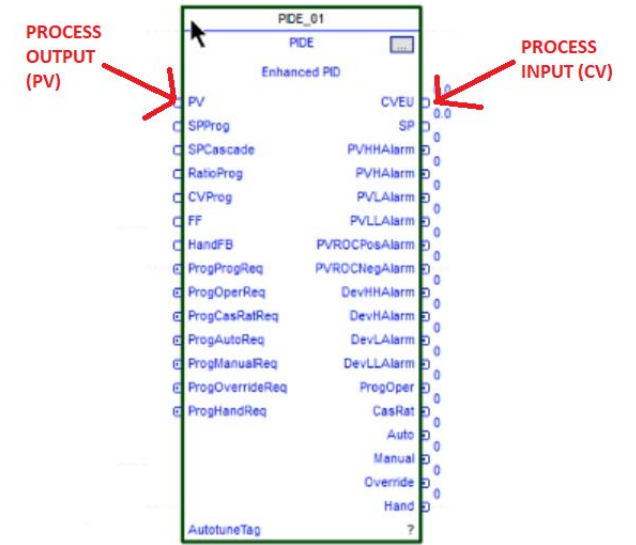 PIDE_01
PIDE ...
Enhanced PID
PROCESS
OUTPUT
(PV)
PROCESS
INPUT (CV)
0.0
PV CVEU
0.0
SPProg SP
0
SPCascade PVHHAlarm
0
RatioProg PVHAlarm
0
CVProg PVLAlarm
0
FF PVLLAlarm
0
HandFB PVROCPosAlarm
0
ProgProgReq PVROCNegAlarm
0
ProgOperReq DevHHAlarm
0
ProgCasRatReq DevHAlarm
0
ProgAutoReq DevLAlarm
0
ProgManualReq DevLLAlarm
0
ProgOverrideReq ProgOper
0
ProgHandReq CasRat
0
Auto
0
Manual
0
Override
0
Hand
AutotuneTag ?